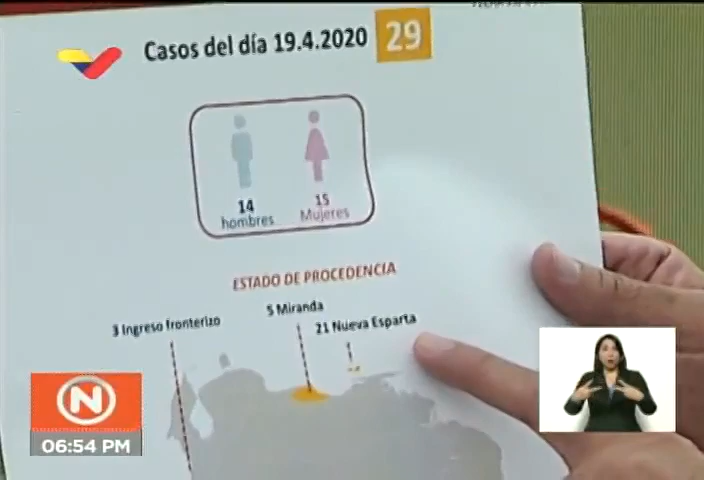 Casos del día 19.4.2020 29
14
hombres
15
Mujeres
ESTADO DE PROCEDENCIA
3 Ingreso fronterizo
5 Miranda
21 Nueva Esparta
N
06:54 PM